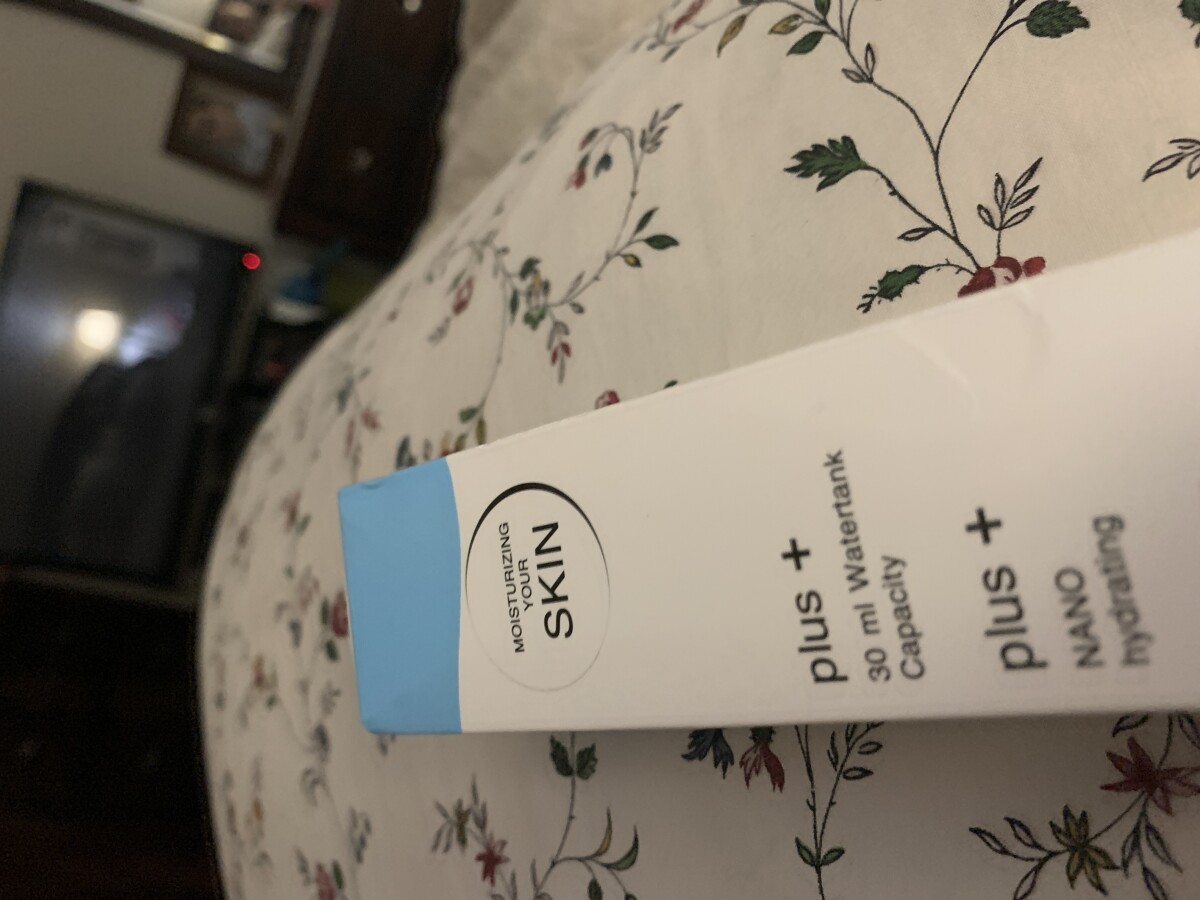 MOISTURIZING
YOUR
SKIN
plus +
30 ml Watertank
Capacity
plus +
NANO
hydrating